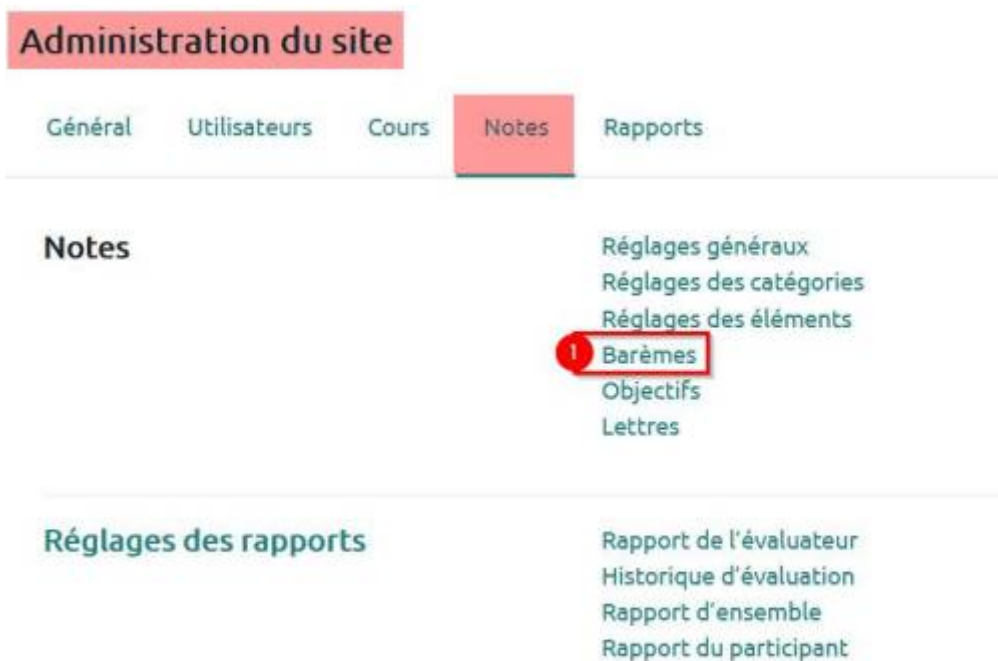 Administration du site
Général Utilisateurs Cours Notes Rapports
Notes
Réglages généraux
Réglages des catégories
Réglages des éléments
1 Barèmes
Objectifs
Lettres
Réglages des rapports
Rapport de l'évaluateur
Historique d'évaluation
Rapport d'ensemble
Rapport du participant